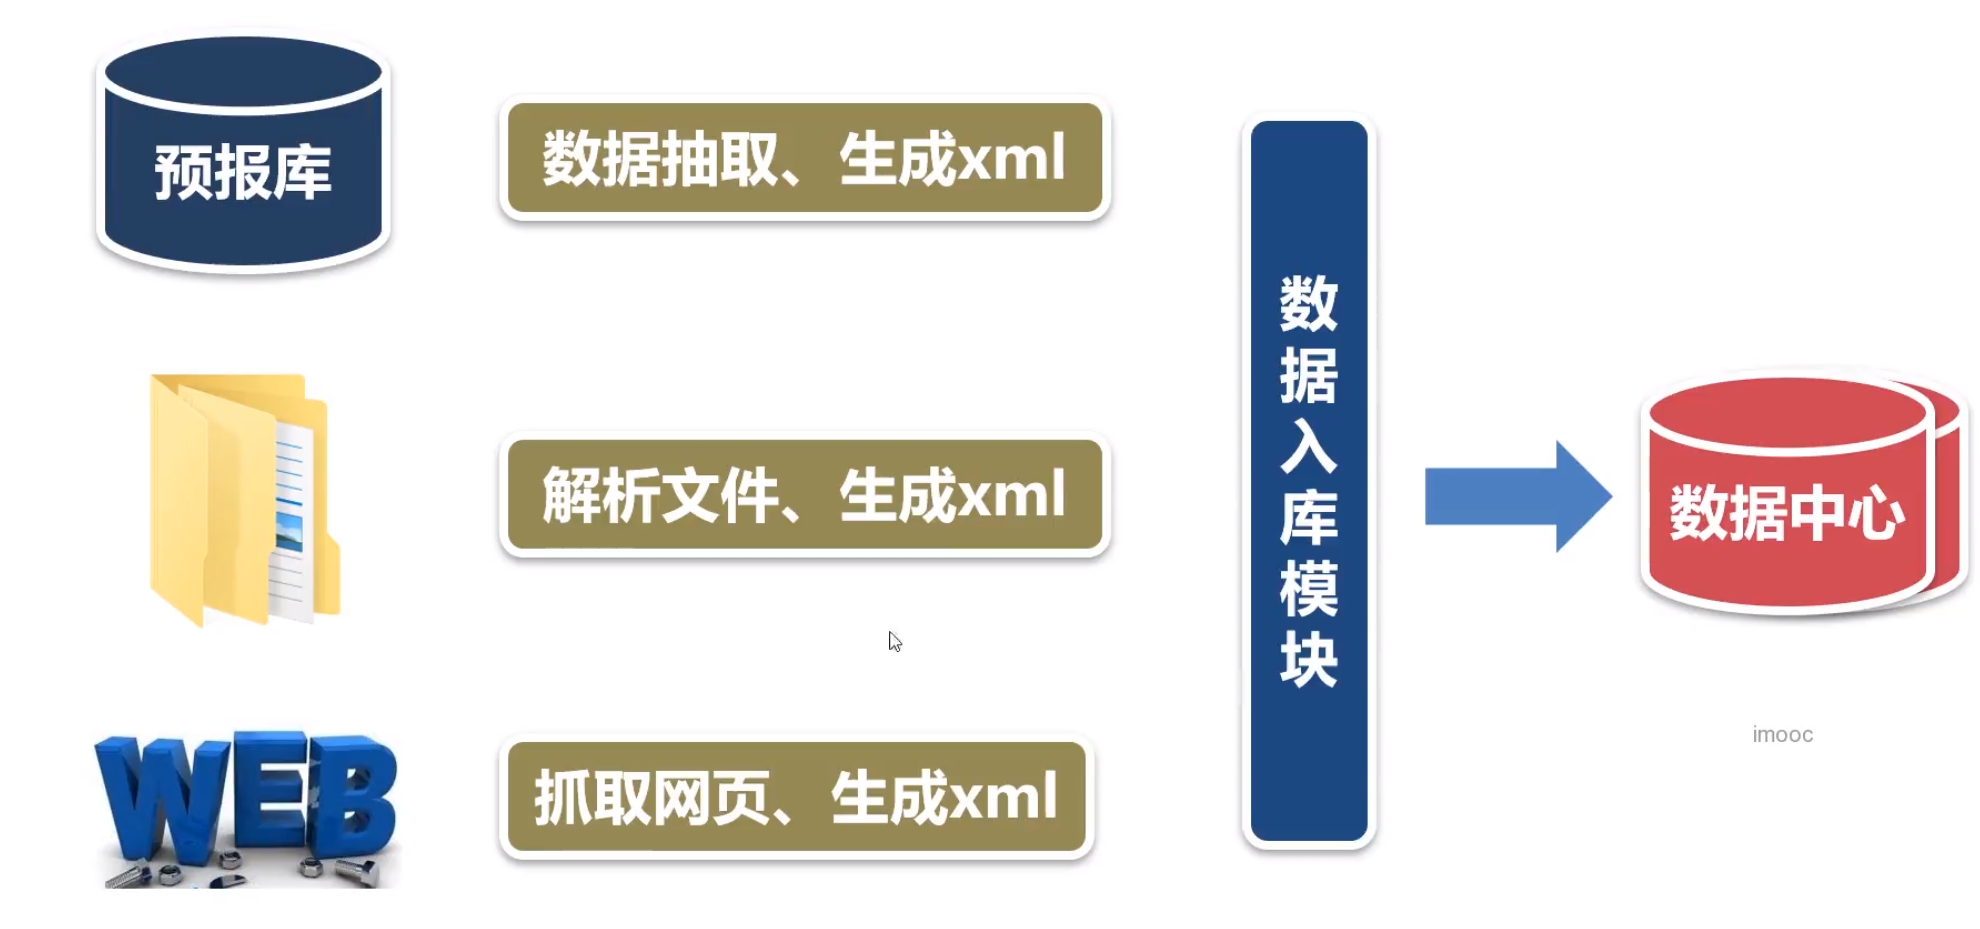 预报库
数据抽取、生成xml
解析文件、生成xml
WEB
抓取网页、生成xml
数据入库模块
数据中心
imooc